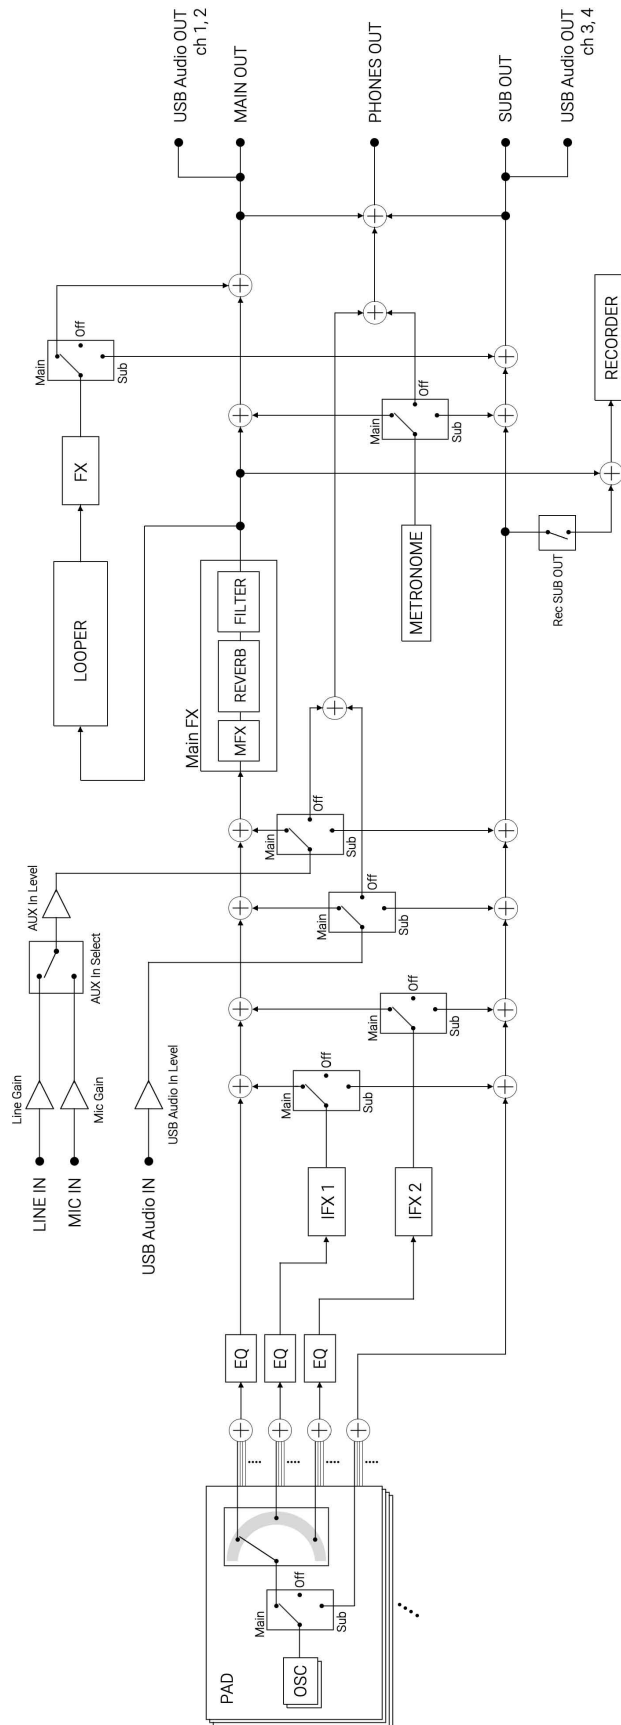 USB Audio OUT
ch 1, 2
MAIN OUT
PHONES OUT
SUB OUT
USB Audio OUT
ch 3, 4
Main
Off
Sub
FX
LOOPER
RECORDER
Main
Off
Sub
METRONOME
Rec SUB OUT
Main FX
MFX
REVERB
FILTER
AUX In Level
AUX In Select
Line Gain
Mic Gain
LINE IN
MIC IN
USB Audio IN
USB Audio In Level
Main
Off
Sub
Main
Off
Sub
Main
Off
Sub
Main
Off
Sub
IFX 1
IFX 2
EQ
EQ
EQ
PAD
OSC
Main
Off
Sub